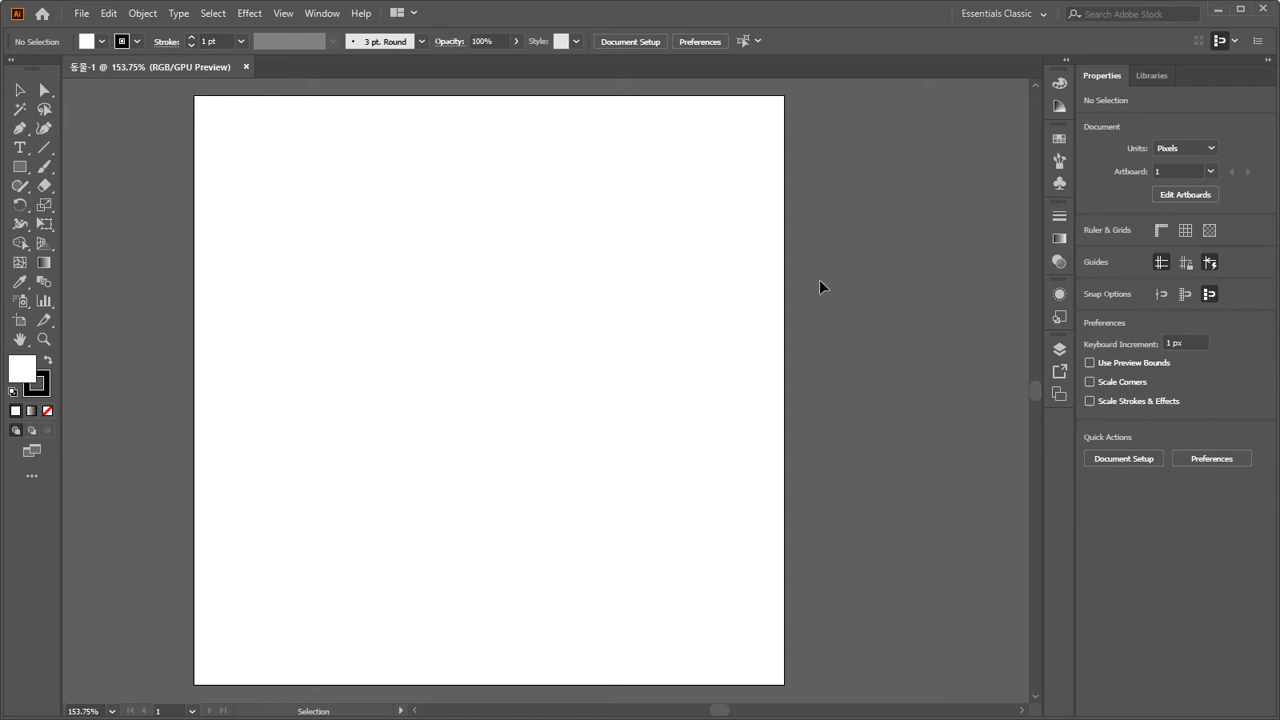 Ai File Edit Object Type Select Effect View Window Help Essentials Classic Search Adobe Stock
No Selection Stroke: 1 pt 3 pt. Round Opacity: 100% Style: Document Setup Preferences
동물-1 @ 153.75% (RGB/GPU Preview) ×
Properties Libraries
No Selection
Document
Units: Pixels
Artboard: 1
Edit Artboards
Ruler & Grids
Guides
Snap Options
Preferences
Keyboard Increment: 1 px
Use Preview Bounds
Scale Corners
Scale Strokes & Effects
Quick Actions
Document Setup Preferences
153.75% 1 Selection